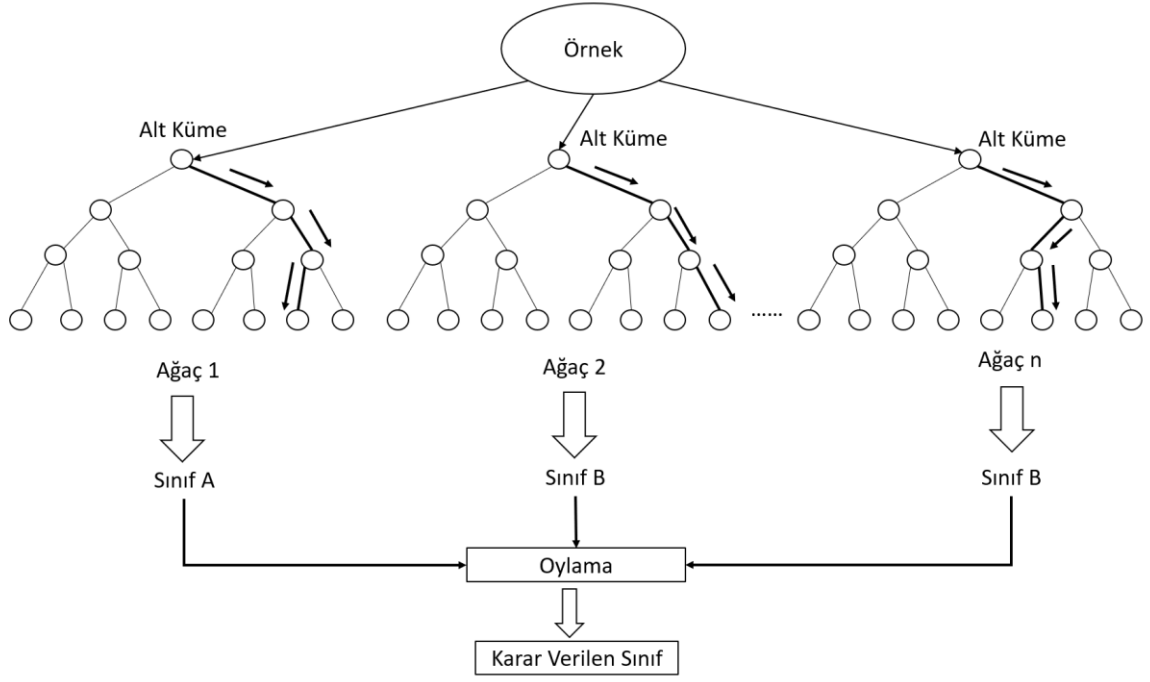 Örnek
Alt Küme
Alt Küme
Alt Küme
......
Ağaç 1
Ağaç 2
Ağaç n
Sınıf A
Sınıf B
Sınıf B
Oylama
Karar Verilen Sınıf